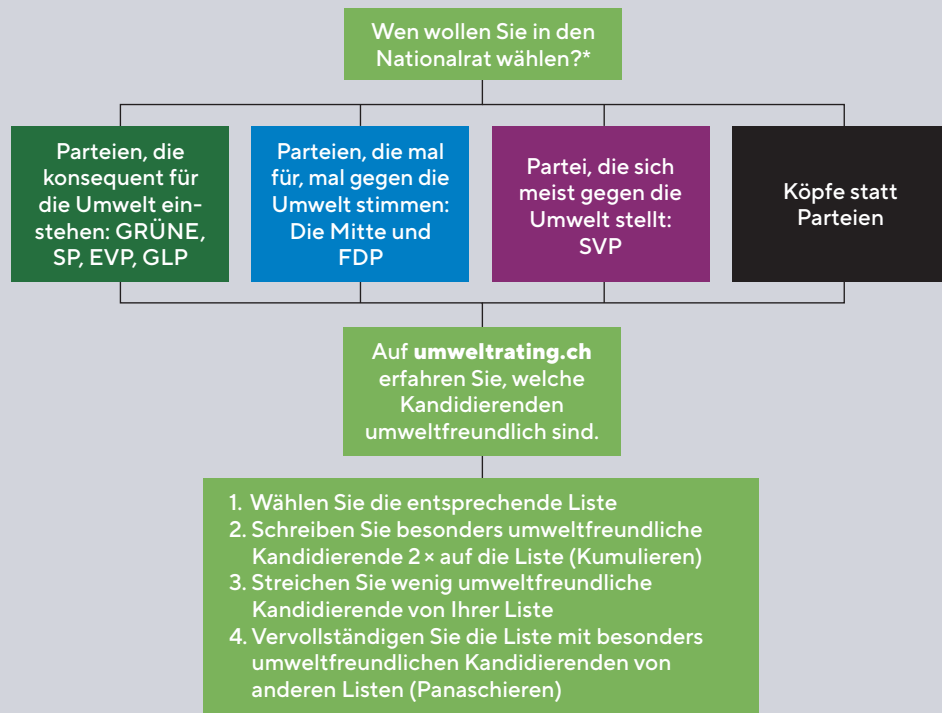 Wen wollen Sie in den
Nationalrat wählen?*
Parteien, die
konsequent für
die Umwelt ein-
stehen: GRÜNE,
SP, EVP, GLP
Parteien, die mal
für, mal gegen die
Umwelt stimmen:
Die Mitte und
FDP
Partei, die sich
meist gegen die
Umwelt stellt:
SVP
Köpfe statt
Parteien
Auf umweltrating.ch
erfahren Sie, welche
Kandidierenden
umweltfreundlich sind.
1. Wählen Sie die entsprechende Liste
2. Schreiben Sie besonders umweltfreundliche
Kandidierende 2× auf die Liste (Kumulieren)
3. Streichen Sie wenig umweltfreundliche
Kandidierende von Ihrer Liste
4. Vervollständigen Sie die Liste mit besonders
umweltfreundlichen Kandidierenden von
anderen Listen (Panaschieren)